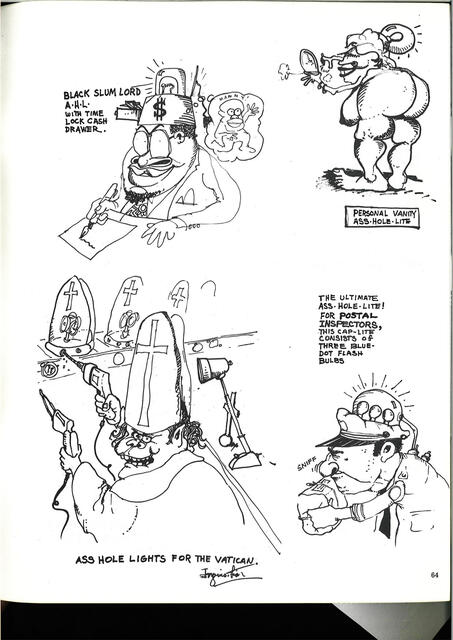 BLACK SLUM LORD
A·H·L·
WITH TIME
LOCK CASH
DRAWER.
$
PERSONAL VANITY
ASS·HOLE·LITE
THE ULTIMATE
ASS·HOLE·LITE!
FOR POSTAL
INSPECTORS,
THIS CAP-LITE
CONSISTS OF
THREE BLUE-
DOT FLASH
BULBS
SNIFF
ASS HOLE LIGHTS FOR THE VATICAN.
64